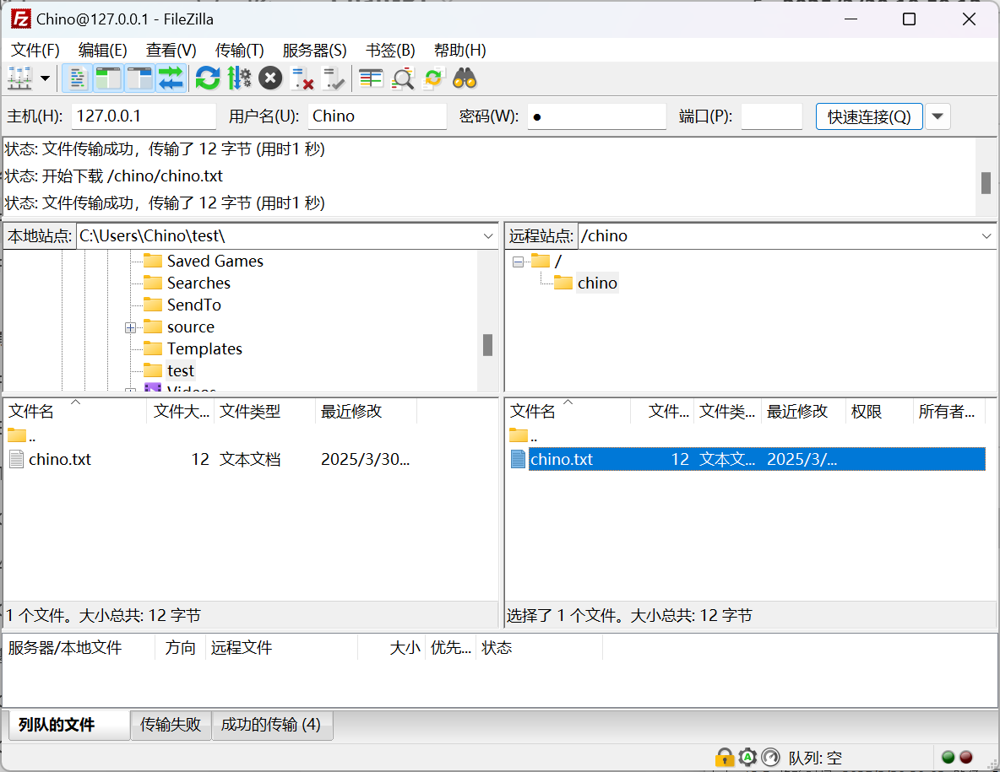 Chino@127.0.0.1 - FileZilla
文件(F) 编辑(E) 查看(V) 传输(T) 服务器(S) 书签(B) 帮助(H)
主机(H): 127.0.0.1 用户名(U): Chino 密码(W): ● 端口(P): 快速连接(Q)
状态: 文件传输成功，传输了 12 字节 (用时1 秒)
状态: 开始下载 /chino/chino.txt
状态: 文件传输成功，传输了 12 字节 (用时1 秒)
本地站点: C:\Users\Chino\test\
Saved Games
Searches
SendTo
source
Templates
test
Videos
远程站点: /chino
/
chino
文件名 文件大... 文件类型 最近修改
..
chino.txt 12 文本文档 2025/3/30...
1 个文件。大小总共: 12 字节
文件名 文件... 文件类... 最近修改 权限 所有者...
..
chino.txt 12 文本文... 2025/3/...
选择了 1 个文件。大小总共: 12 字节
服务器/本地文件 方向 远程文件 大小 优先... 状态
列队的文件 传输失败 成功的传输 (4)
队列: 空